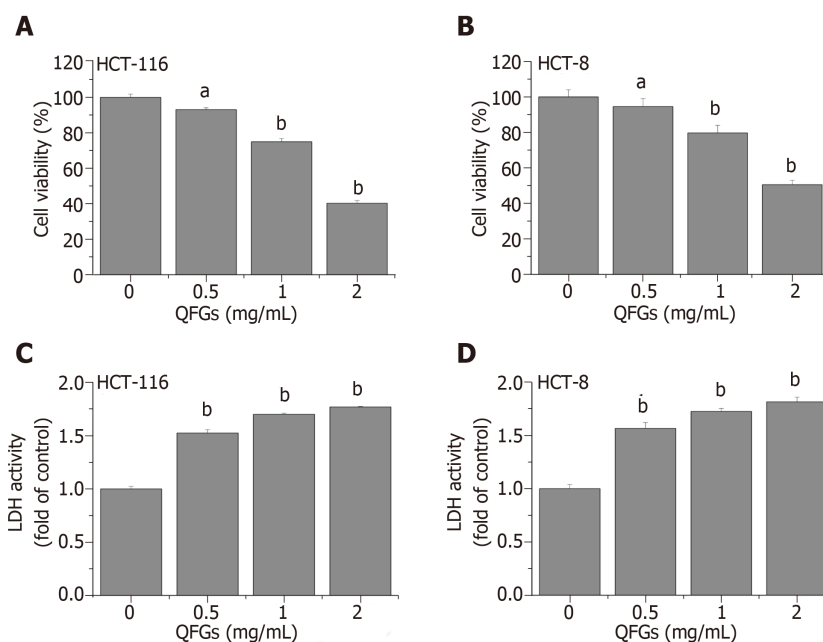 A
HCT-116
Cell viability (%)
120
100
80
60
40
20
0
a
b
b
0 0.5 1 2
QFGs (mg/mL)
B
HCT-8
Cell viability (%)
120
100
80
60
40
20
0
a
b
b
0 0.5 1 2
QFGs (mg/mL)
C
HCT-116
LDH activity
(fold of control)
2.0
1.5
1.0
0.5
0.0
b
b
b
0 0.5 1 2
QFGs (mg/mL)
D
HCT-8
LDH activity
(fold of control)
2.0
1.5
1.0
0.5
0.0
b
b
b
0 0.5 1 2
QFGs (mg/mL)